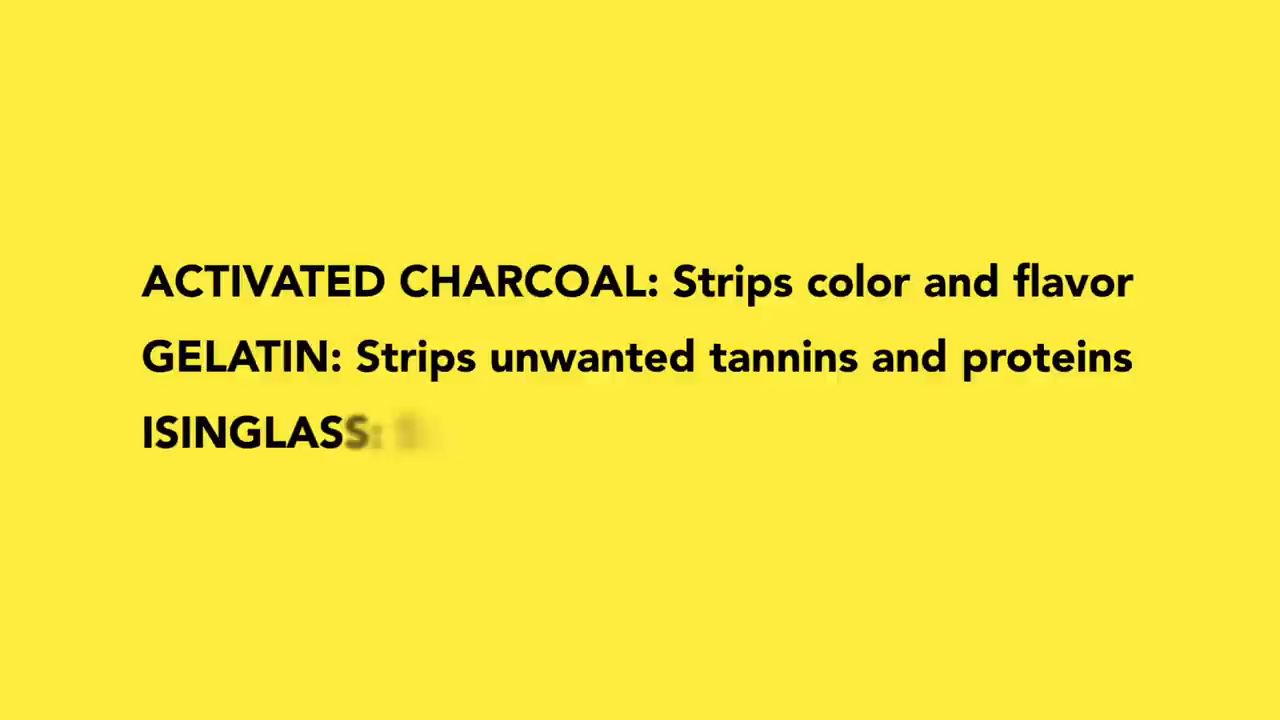 ACTIVATED CHARCOAL: Strips color and flavor
GELATIN: Strips unwanted tannins and proteins
ISINGLASS: